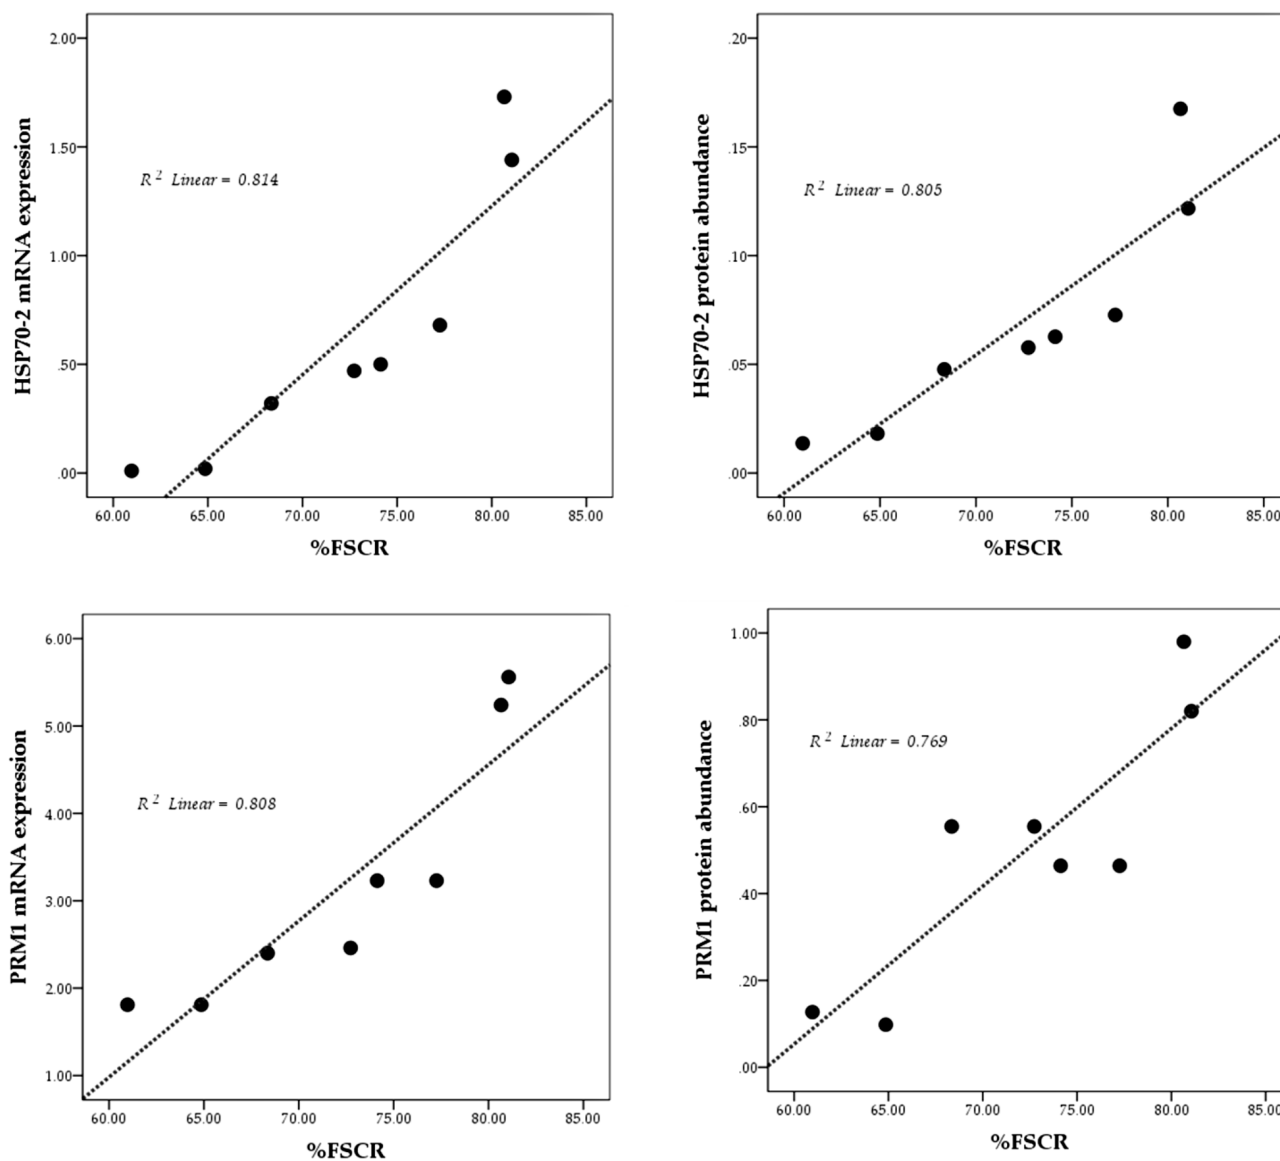 HSP70-2 mRNA expression
2.00
1.50
1.00
.50
.00
R² Linear = 0.814
60.00 65.00 70.00 75.00 80.00 85.00
%FSCR
HSP70-2 protein abundance
.20
.15
.10
.05
.00
R² Linear = 0.805
60.00 65.00 70.00 75.00 80.00 85.00
%FSCR
PRM1 mRNA expression
6.00
5.00
4.00
3.00
2.00
1.00
R² Linear = 0.808
60.00 65.00 70.00 75.00 80.00 85.00
%FSCR
PRM1 protein abundance
1.00
.80
.60
.40
.20
.00
R² Linear = 0.769
60.00 65.00 70.00 75.00 80.00 85.00
%FSCR